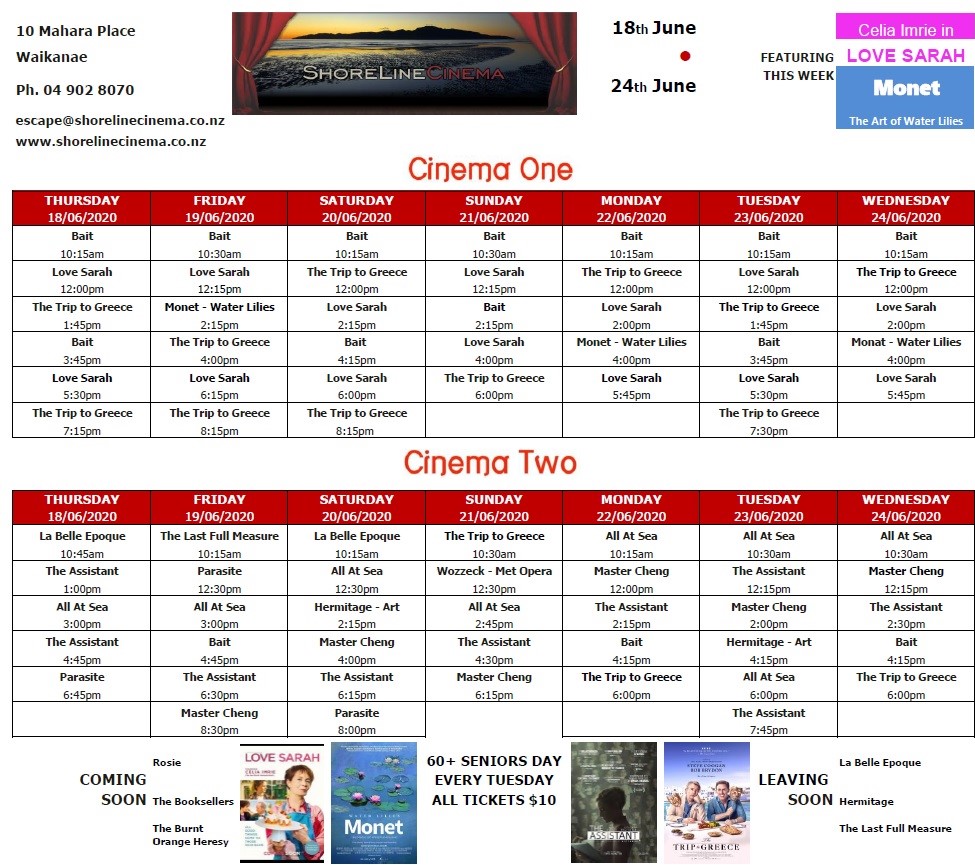 10 Mahara Place
Waikanae
Ph. 04 902 8070
escape@shorelinecinema.co.nz
www.shorelinecinema.co.nz
SHORELINECINEMA
18th June
24th June
FEATURING
THIS WEEK
Celia Imrie in
LOVE SARAH
Monet
The Art of Water Lilies
Cinema One
THURSDAY FRIDAY SATURDAY SUNDAY MONDAY TUESDAY WEDNESDAY
18/06/2020 19/06/2020 20/06/2020 21/06/2020 22/06/2020 23/06/2020 24/06/2020
Bait Bait Bait Bait Bait Bait Bait
10:15am 10:30am 10:15am 10:30am 10:15am 10:15am 10:15am
Love Sarah Love Sarah The Trip to Greece Love Sarah The Trip to Greece Love Sarah The Trip to Greece
12:00pm 12:15pm 12:00pm 12:15pm 12:00pm 12:00pm 12:00pm
The Trip to Greece Monet - Water Lilies Love Sarah Bait Love Sarah The Trip to Greece Love Sarah
1:45pm 2:15pm 2:15pm 2:15pm 2:00pm 1:45pm 2:00pm
Bait The Trip to Greece Bait Love Sarah Monet - Water Lilies Bait Monat - Water Lilies
3:45pm 4:00pm 4:15pm 4:00pm 4:00pm 3:45pm 4:00pm
Love Sarah Love Sarah Love Sarah The Trip to Greece Love Sarah Love Sarah Love Sarah
5:30pm 6:15pm 6:00pm 6:00pm 5:45pm 5:30pm 5:45pm
The Trip to Greece The Trip to Greece The Trip to Greece The Trip to Greece
7:15pm 8:15pm 8:15pm 7:30pm
Cinema Two
THURSDAY FRIDAY SATURDAY SUNDAY MONDAY TUESDAY WEDNESDAY
18/06/2020 19/06/2020 20/06/2020 21/06/2020 22/06/2020 23/06/2020 24/06/2020
La Belle Epoque The Last Full Measure La Belle Epoque The Trip to Greece All At Sea All At Sea All At Sea
10:45am 10:15am 10:15am 10:30am 10:15am 10:30am 10:30am
The Assistant Parasite All At Sea Wozzeck - Met Opera Master Cheng The Assistant Master Cheng
1:00pm 12:30pm 12:30pm 12:30pm 12:00pm 12:15pm 12:15pm
All At Sea All At Sea Hermitage - Art All At Sea The Assistant Master Cheng The Assistant
3:00pm 3:00pm 2:15pm 2:45pm 2:15pm 2:00pm 2:30pm
The Assistant Bait Master Cheng The Assistant Bait Hermitage - Art Bait
4:45pm 4:45pm 4:00pm 4:30pm 4:15pm 4:15pm 4:15pm
Parasite The Assistant The Assistant Master Cheng The Trip to Greece All At Sea The Trip to Greece
6:45pm 6:30pm 6:15pm 6:15pm 6:00pm 6:00pm 6:00pm
Master Cheng Parasite The Assistant
8:30pm 8:00pm 7:45pm
COMING
SOON
Rosie
The Booksellers
The Burnt
Orange Heresy
LOVE SARAH
WATER LILIES
Monet
60+ SENIORS DAY
EVERY TUESDAY
ALL TICKETS $10
THE
ASSISTANT
STEVE COOGAN
ROB BRYDON
The
TRIP to GREECE
LEAVING
SOON
La Belle Epoque
Hermitage
The Last Full Measure